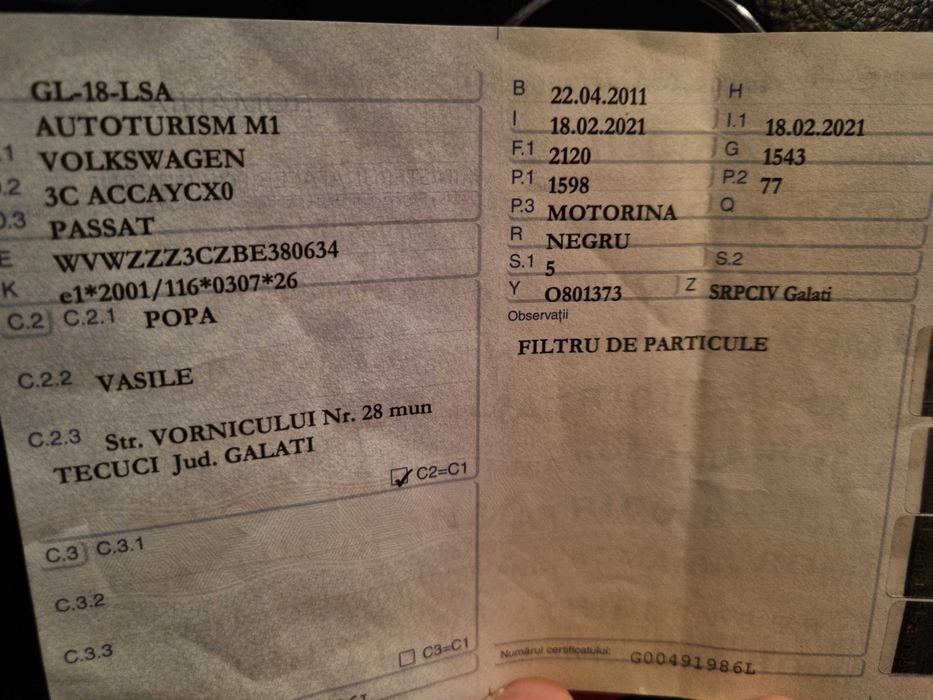 GL-18-LSA
AUTOTURISM M1
.1 VOLKSWAGEN
.2 3C ACCAYCX0
.3 PASSAT
E WVWZZZ3CZBE380634
K e1*2001/116*0307*26
C.2 C.2.1 POPA
C.2.2 VASILE
C.2.3 Str. VORNICULUI Nr. 28 mun
TECUCI Jud. GALATI
C2=C1
C.3 C.3.1
C.3.2
C.3.3
C3=C1
B 22.04.2011 H
I 18.02.2021 I.1 18.02.2021
F.1 2120 G 1543
P.1 1598 P.2 77
P.3 MOTORINA Q
R NEGRU
S.1 5 S.2
Y O801373 Z SRPCIV Galati
Observații
FILTRU DE PARTICULE
Numărul certificatului: G00491986L